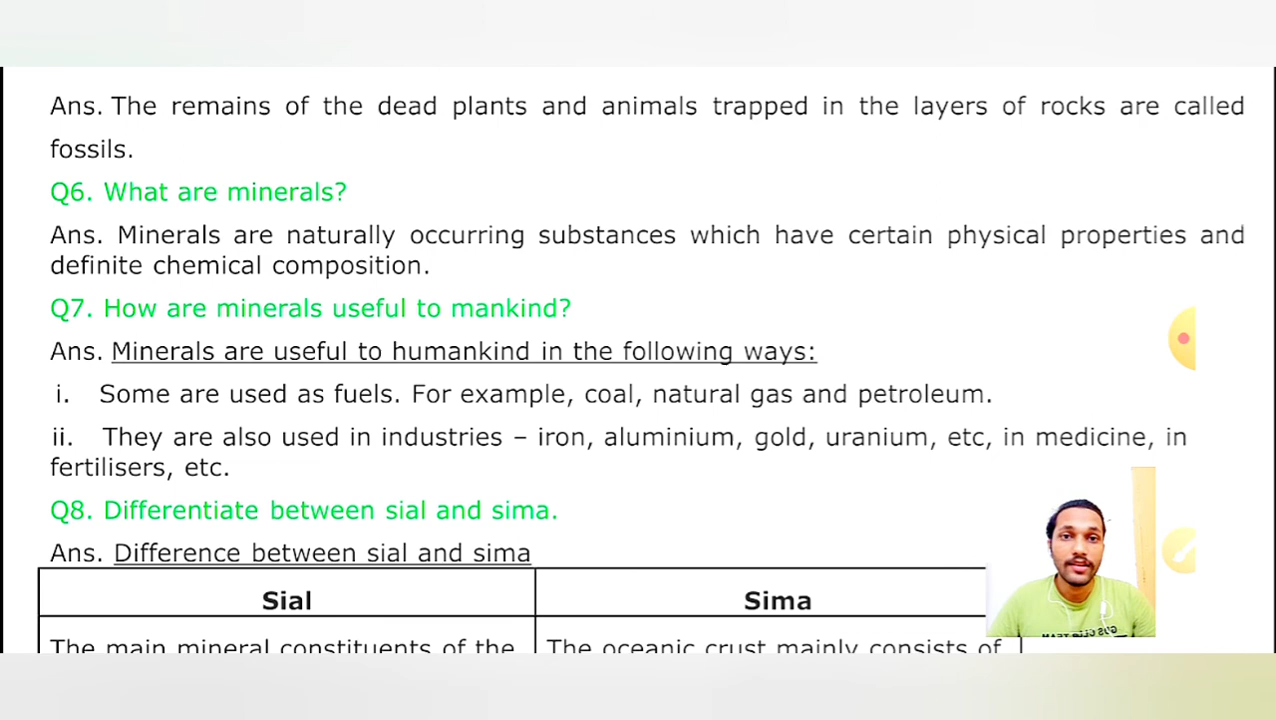 Ans. The remains of the dead plants and animals trapped in the layers of rocks are called
fossils.
Q6. What are minerals?
Ans. Minerals are naturally occurring substances which have certain physical properties and
definite chemical composition.
Q7. How are minerals useful to mankind?
Ans. Minerals are useful to humankind in the following ways:
i. Some are used as fuels. For example, coal, natural gas and petroleum.
ii. They are also used in industries – iron, aluminium, gold, uranium, etc, in medicine, in
fertilisers, etc.
Q8. Differentiate between sial and sima.
Ans. Difference between sial and sima
Sial Sima
The main mineral constituents of the The oceanic crust mainly consists of